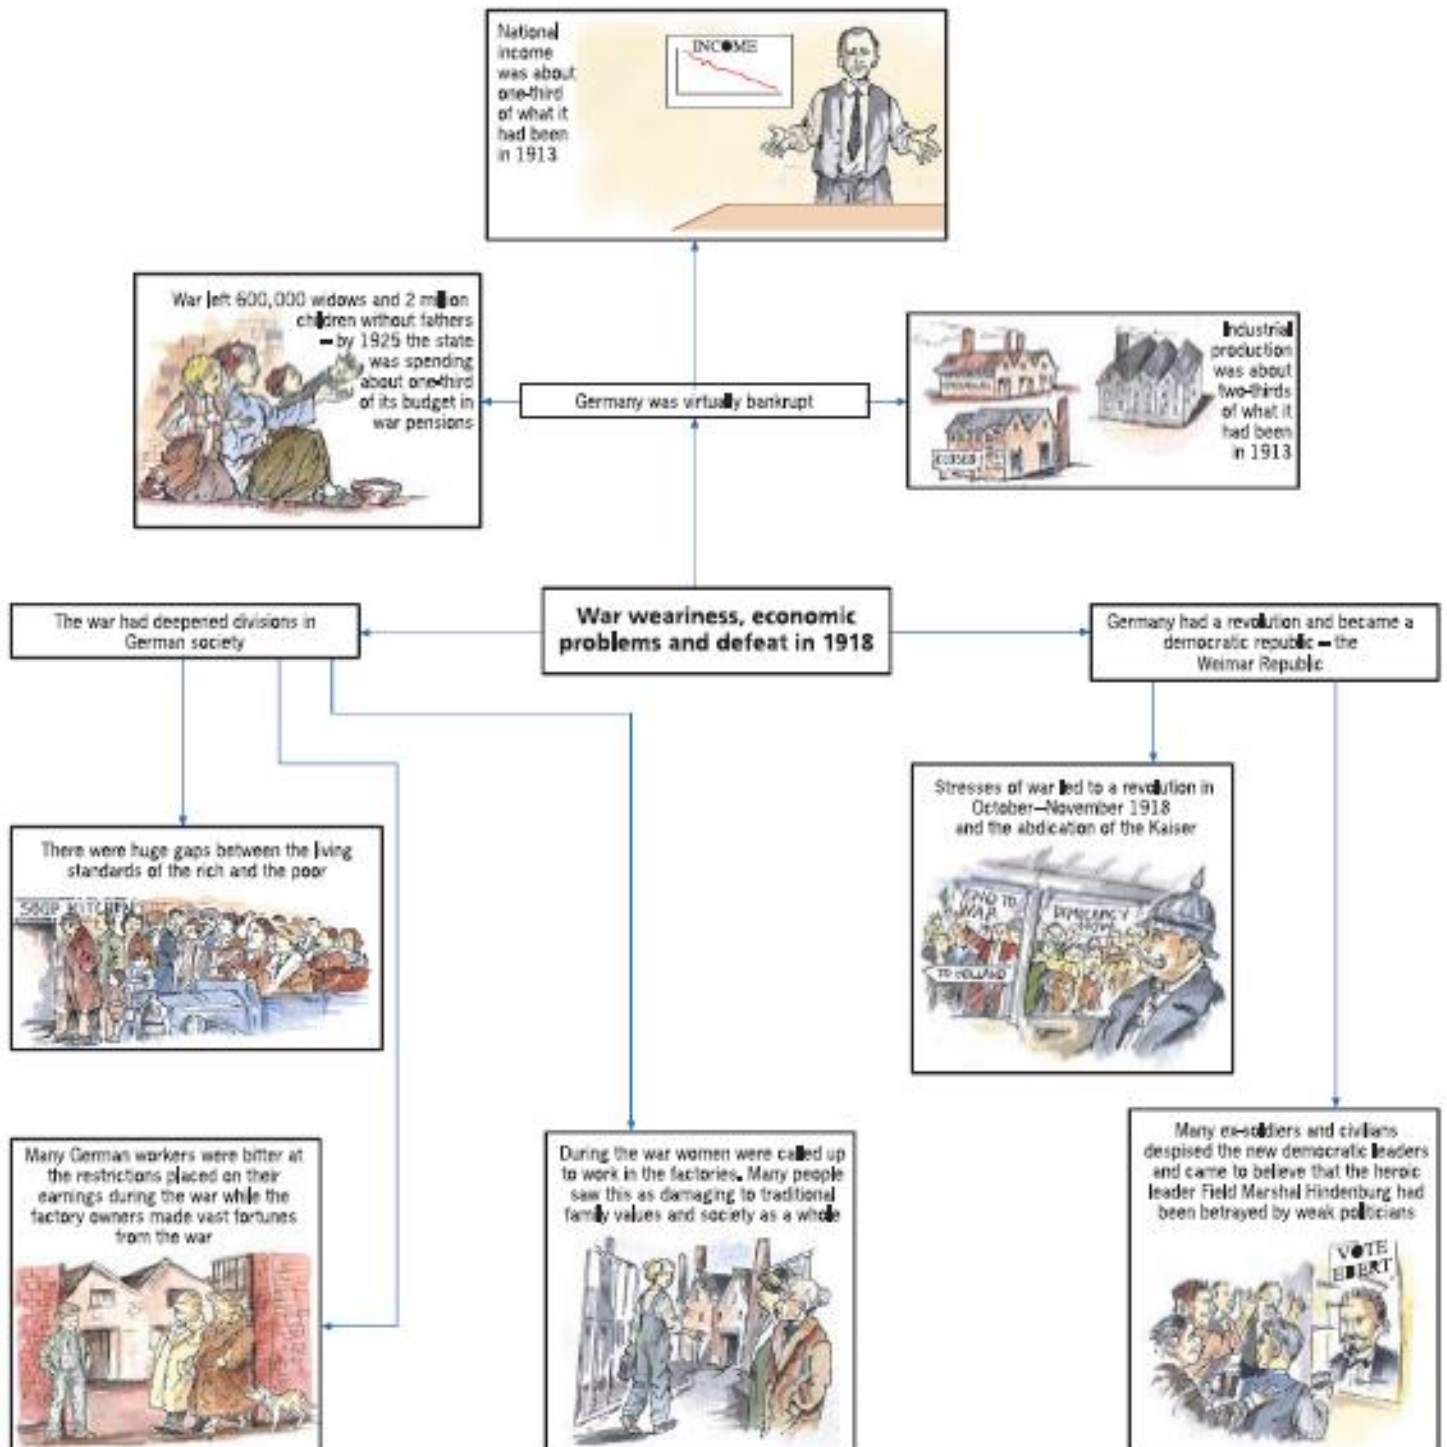 National
income
was about
one-third
of what it
had been
in 1913
INCOME
War left 600,000 widows and 2 million
children without fathers
– by 1925 the state
was spending
about one-third
of its budget in
war pensions
Germany was virtually bankrupt
Industrial
production
was about
two-thirds
of what it
had been
in 1913
CLOSED
War weariness, economic
problems and defeat in 1918
The war had deepened divisions in
German society
Germany had a revolution and became a
democratic republic – the
Weimar Republic
There were huge gaps between the living
standards of the rich and the poor
SOUP KITCHEN
Stresses of war led to a revolution in
October–November 1918
and the abdication of the Kaiser
END TO
WAR
DEMOCRACY
NOW
TO HOLLAND
Many German workers were bitter at
the restrictions placed on their
earnings during the war while the
factory owners made vast fortunes
from the war
During the war women were called up
to work in the factories. Many people
saw this as damaging to traditional
family values and society as a whole
Many ex-soldiers and civilians
despised the new democratic leaders
and came to believe that the heroic
leader Field Marshal Hindenburg had
been betrayed by weak politicians
VOTE
EBERT